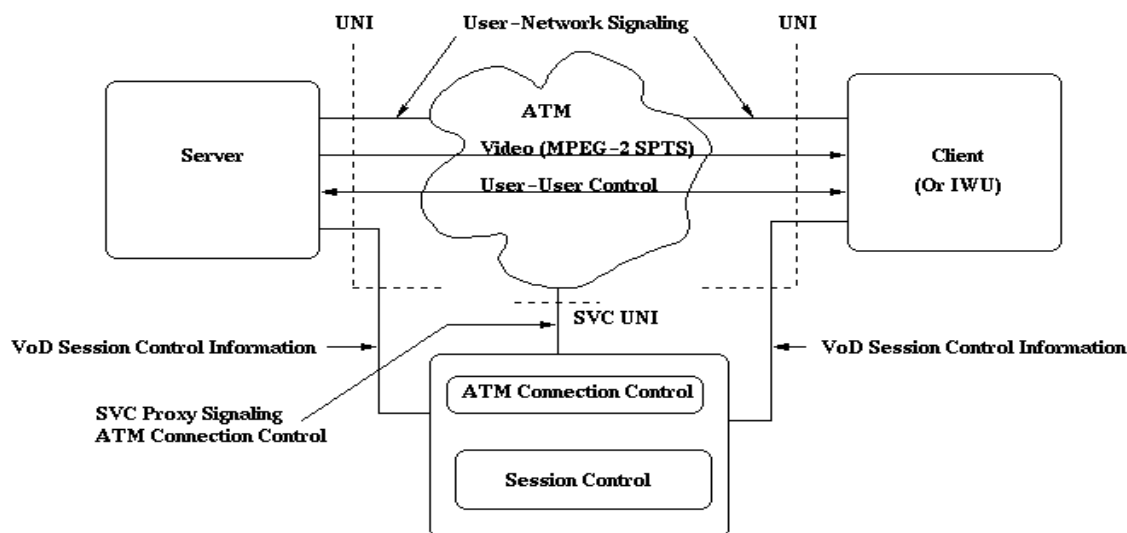 UNI
User-Network Signaling
UNI
ATM
Server
Video (MPEG-2 SPTS)
Client
User-User Control
(Or IWU)
SVC UNI
VoD Session Control Information
VoD Session Control Information
ATM Connection Control
SVC Proxy Signaling
ATM Connection Control
Session Control